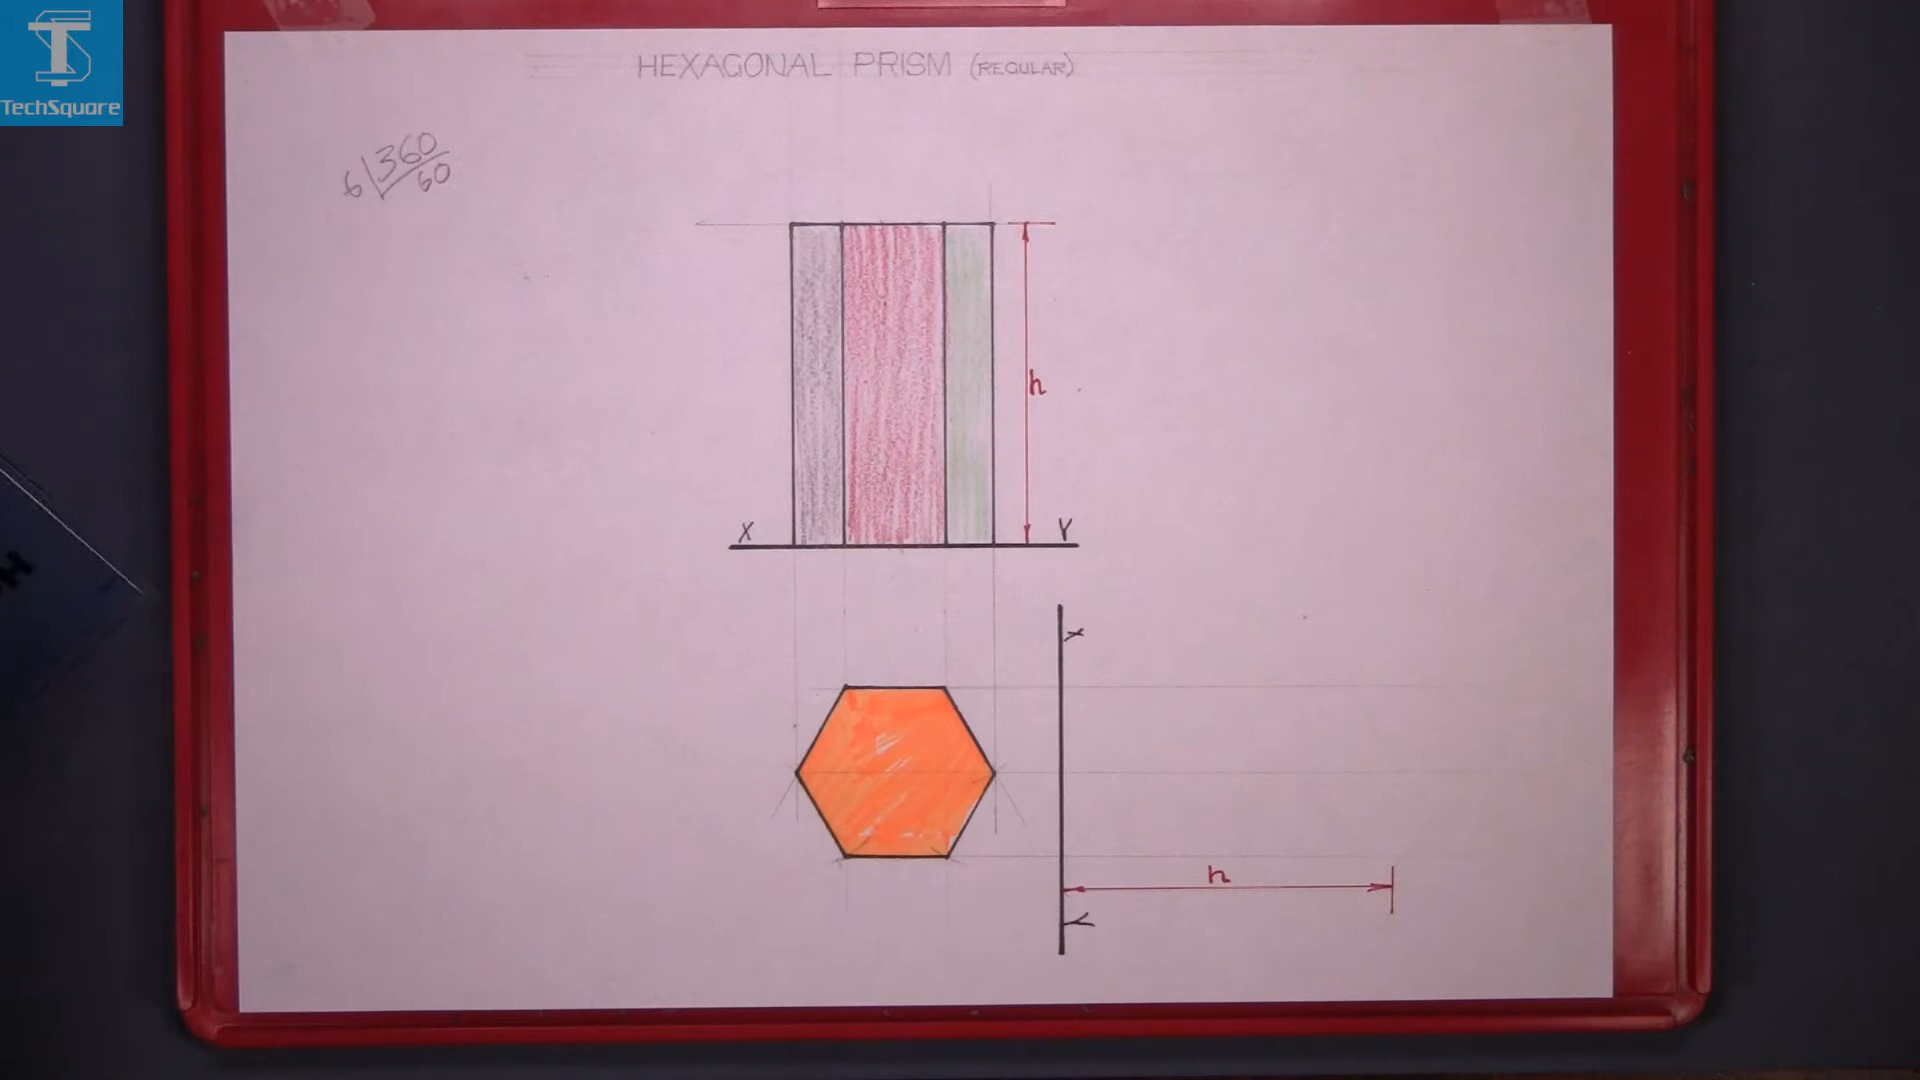 TechSquare
HEXAGONAL PRISM (REGULAR)
6 360
60
h
X Y
X
h
Y
H